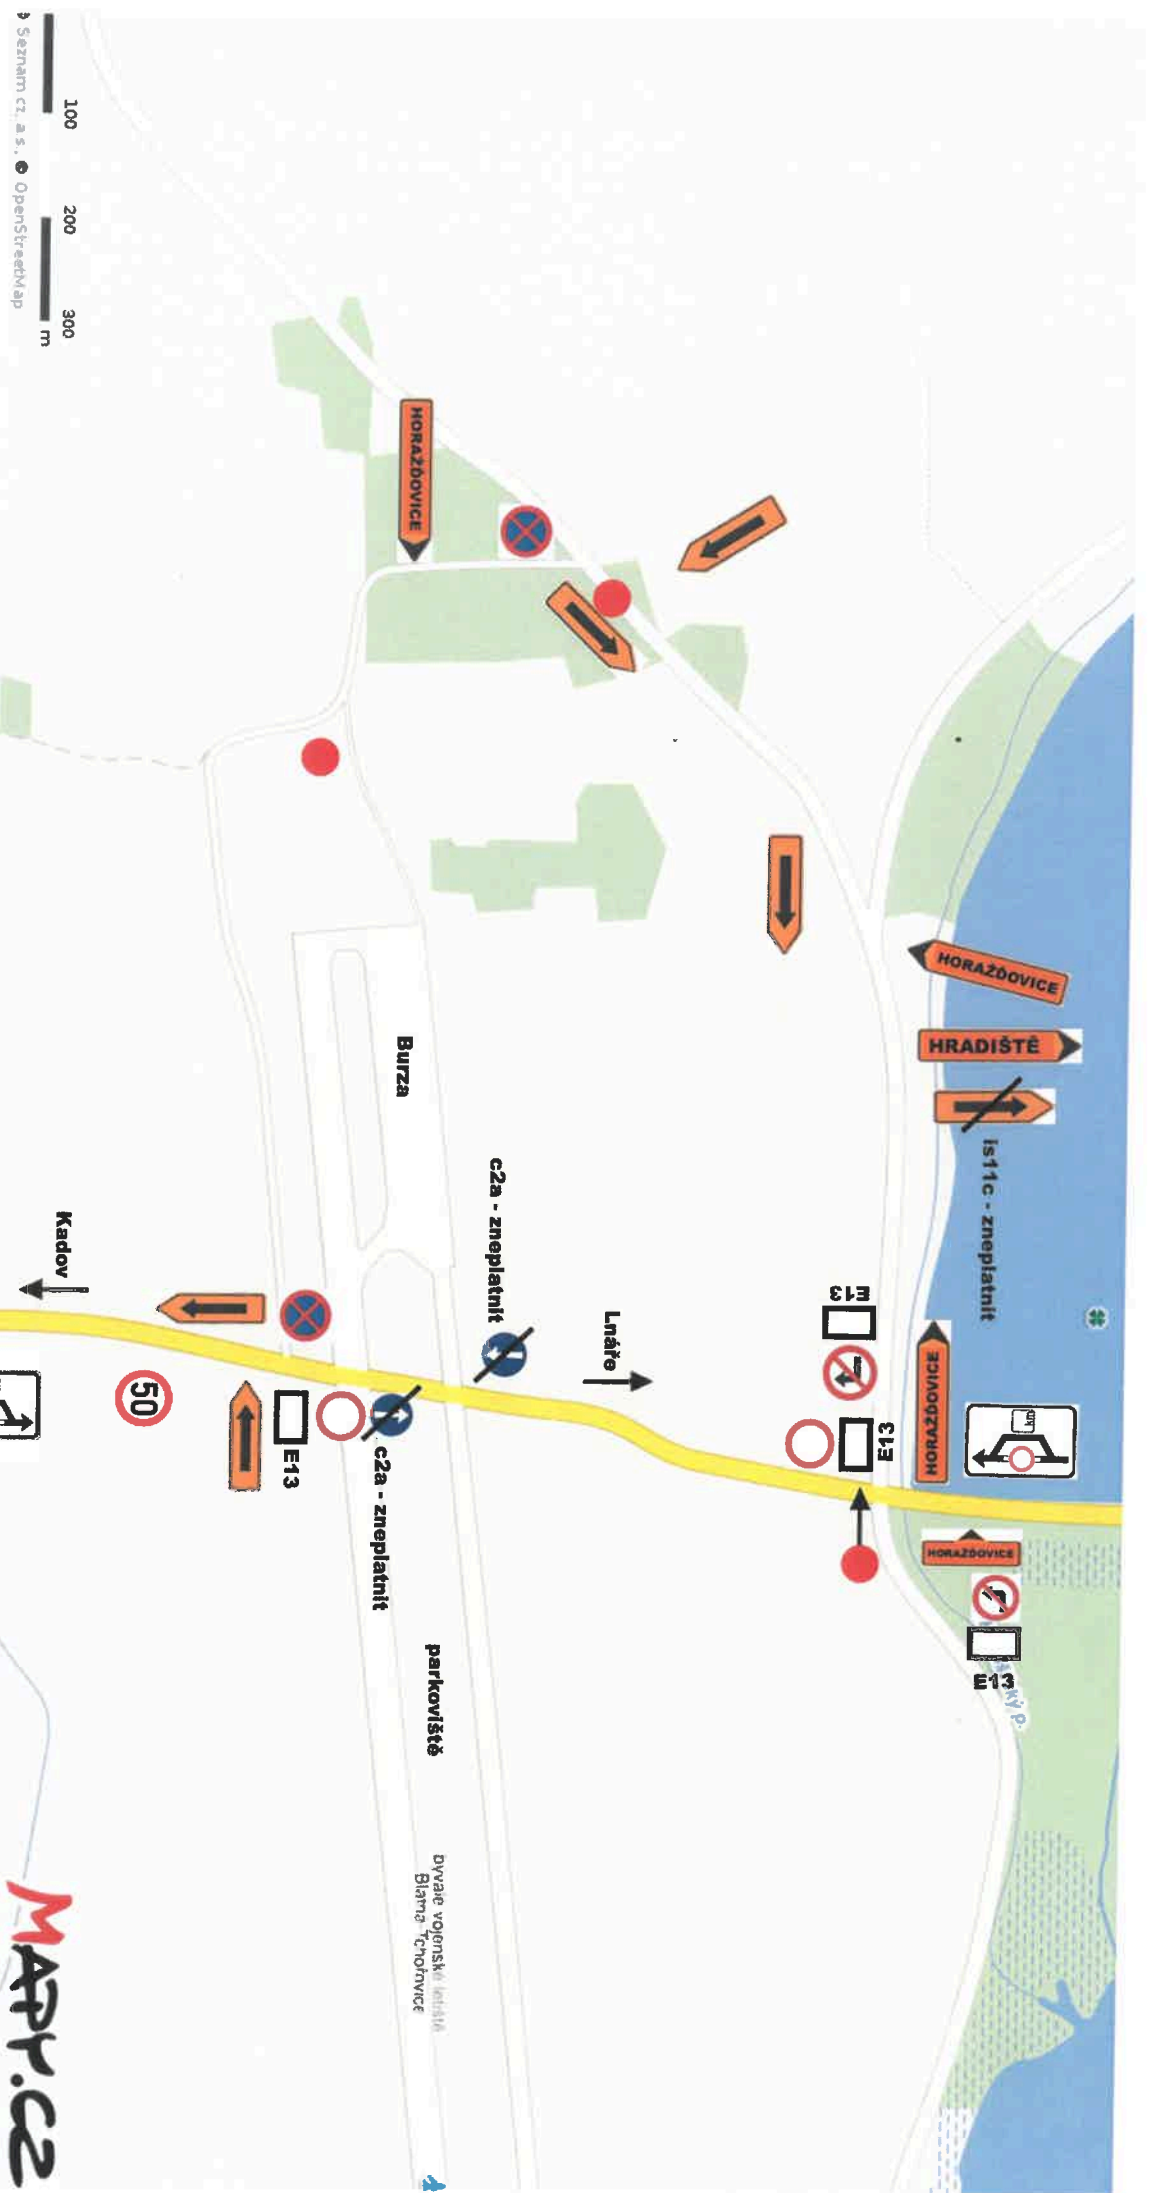 HORAŽĎOVICE
HRADIŠTĚ
is11c - zneplatnit
HORAŽĎOVICE
km
HORAŽĎOVICE
E13
E13
E13
Lnáře
c2a - zneplatnit
Burza
HORAŽĎOVICE
c2a - zneplatnit
parkoviště
E13
50
Kadov
100 200 300
m
Seznam.cz, a.s., © OpenStreetMap
MAPY.CZ